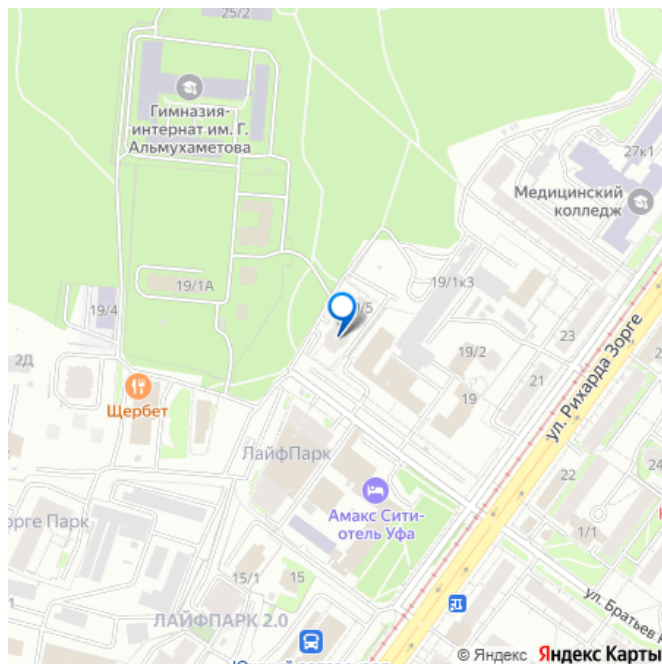 25/2
Гимназия-
интернат им. Г.
Альмухаметова
27к1
Медицинский
колледж
19/1А
19/4
19/1к3
/5
23
2Д
19/2
21
ул. Рихарда Зорге
Щербет
19
ЛайфПарк
22
24
Амакс Сити-
отель Уфа
орге Парк
1/1
15/1
15
ул. Братьев
ЛАЙФПАРК 2.0
© Яндекс Яндекс Карты